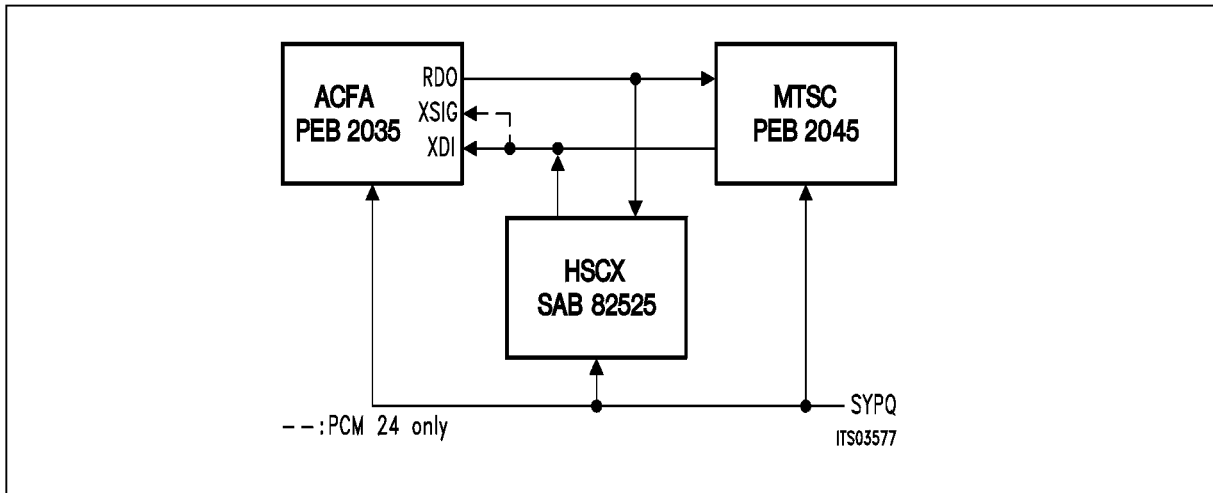 RDO
ACFA
PEB 2035
XSIG
XDI
MTSC
PEB 2045
HSCX
SAB 82525
SYPQ
--:PCM 24 only
ITS03577